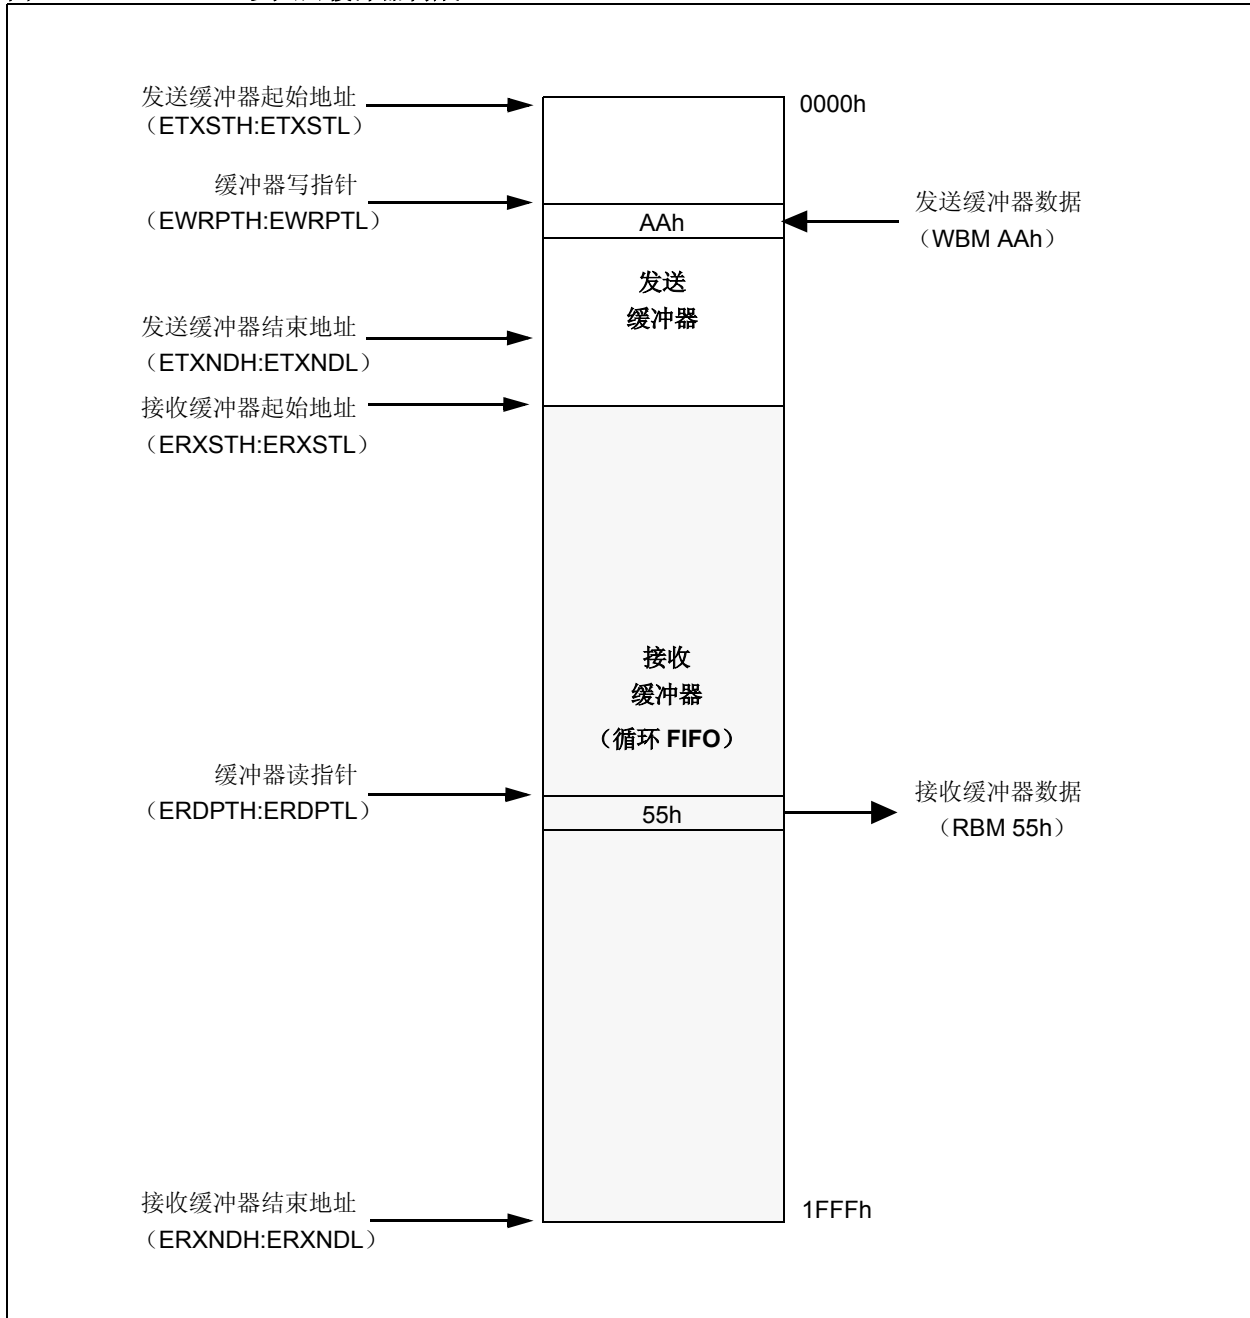 发送缓冲器起始地址
（ETXSTH:ETXSTL）
0000h
缓冲器写指针
（EWRPTH:EWRPTL）
AAh
发送缓冲器数据
（WBM AAh）
发送
缓冲器
发送缓冲器结束地址
（ETXNDH:ETXNDL）
接收缓冲器起始地址
（ERXSTH:ERXSTL）
接收
缓冲器
（循环 FIFO）
缓冲器读指针
（ERDPTH:ERDPTL）
55h
接收缓冲器数据
（RBM 55h）
接收缓冲器结束地址
（ERXNDH:ERXNDL）
1FFFh